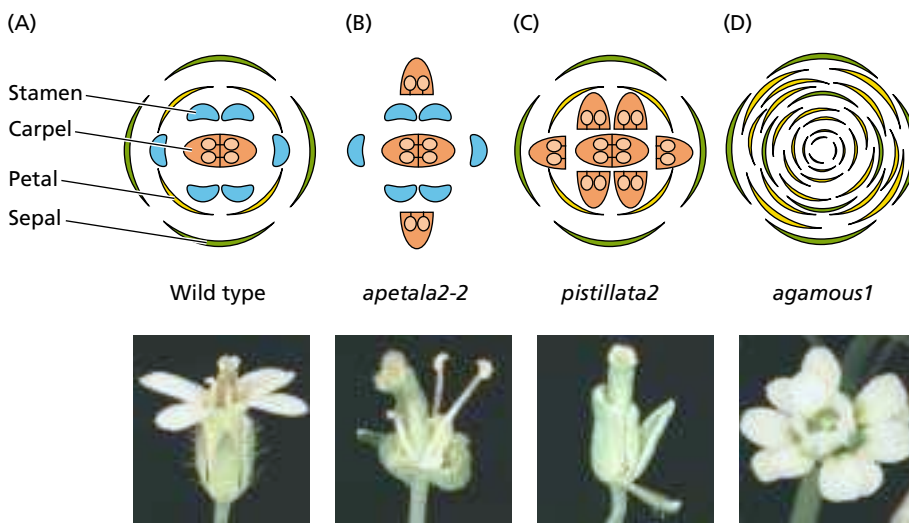 (A)
(B)
(C)
(D)
Stamen
Carpel
Petal
Sepal
Wild type
apetala2-2
pistillata2
agamous1